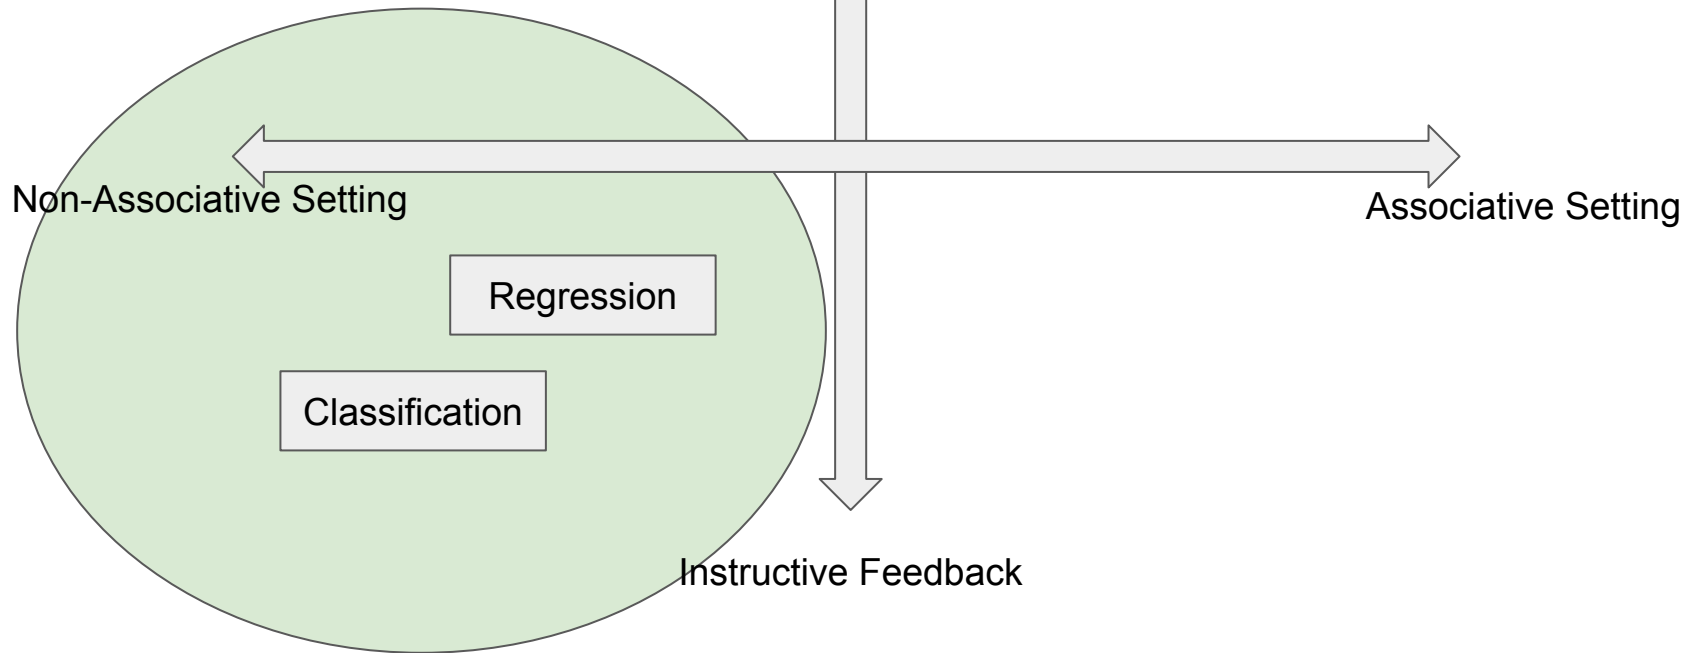 Non-Associative Setting
Associative Setting
Regression
Classification
Instructive Feedback